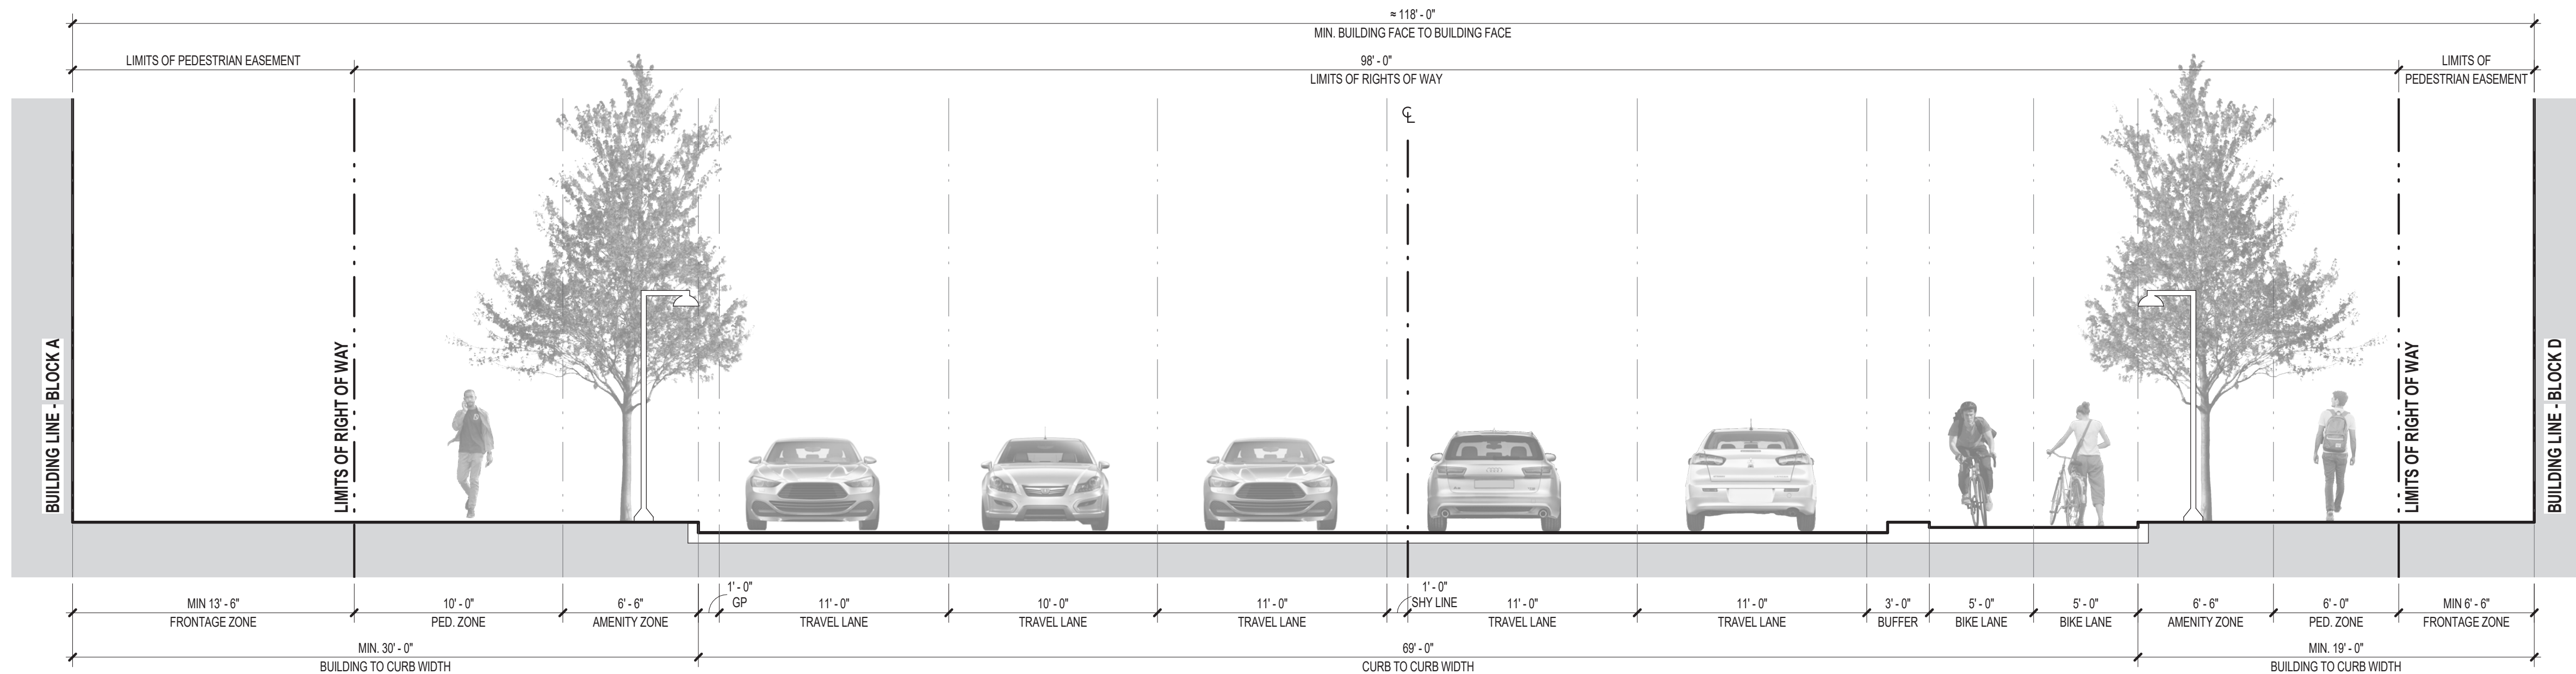 ≈ 118' - 0"
MIN. BUILDING FACE TO BUILDING FACE
LIMITS OF PEDESTRIAN EASEMENT
98' - 0"
LIMITS OF RIGHTS OF WAY
LIMITS OF
PEDESTRIAN EASEMENT
CL
BUILDING LINE - BLOCK A
LIMITS OF RIGHT OF WAY
LIMITS OF RIGHT OF WAY
BUILDING LINE - BLOCK D
MIN 13' - 6"
FRONTAGE ZONE
10' - 0"
PED. ZONE
6' - 6"
AMENITY ZONE
1' - 0"
GP
11' - 0"
TRAVEL LANE
10' - 0"
TRAVEL LANE
11' - 0"
TRAVEL LANE
1' - 0"
SHY LINE
11' - 0"
TRAVEL LANE
11' - 0"
TRAVEL LANE
3' - 0"
BUFFER
5' - 0"
BIKE LANE
5' - 0"
BIKE LANE
6' - 6"
AMENITY ZONE
6' - 0"
PED. ZONE
MIN 6' - 6"
FRONTAGE ZONE
MIN. 30' - 0"
BUILDING TO CURB WIDTH
69' - 0"
CURB TO CURB WIDTH
MIN. 19' - 0"
BUILDING TO CURB WIDTH